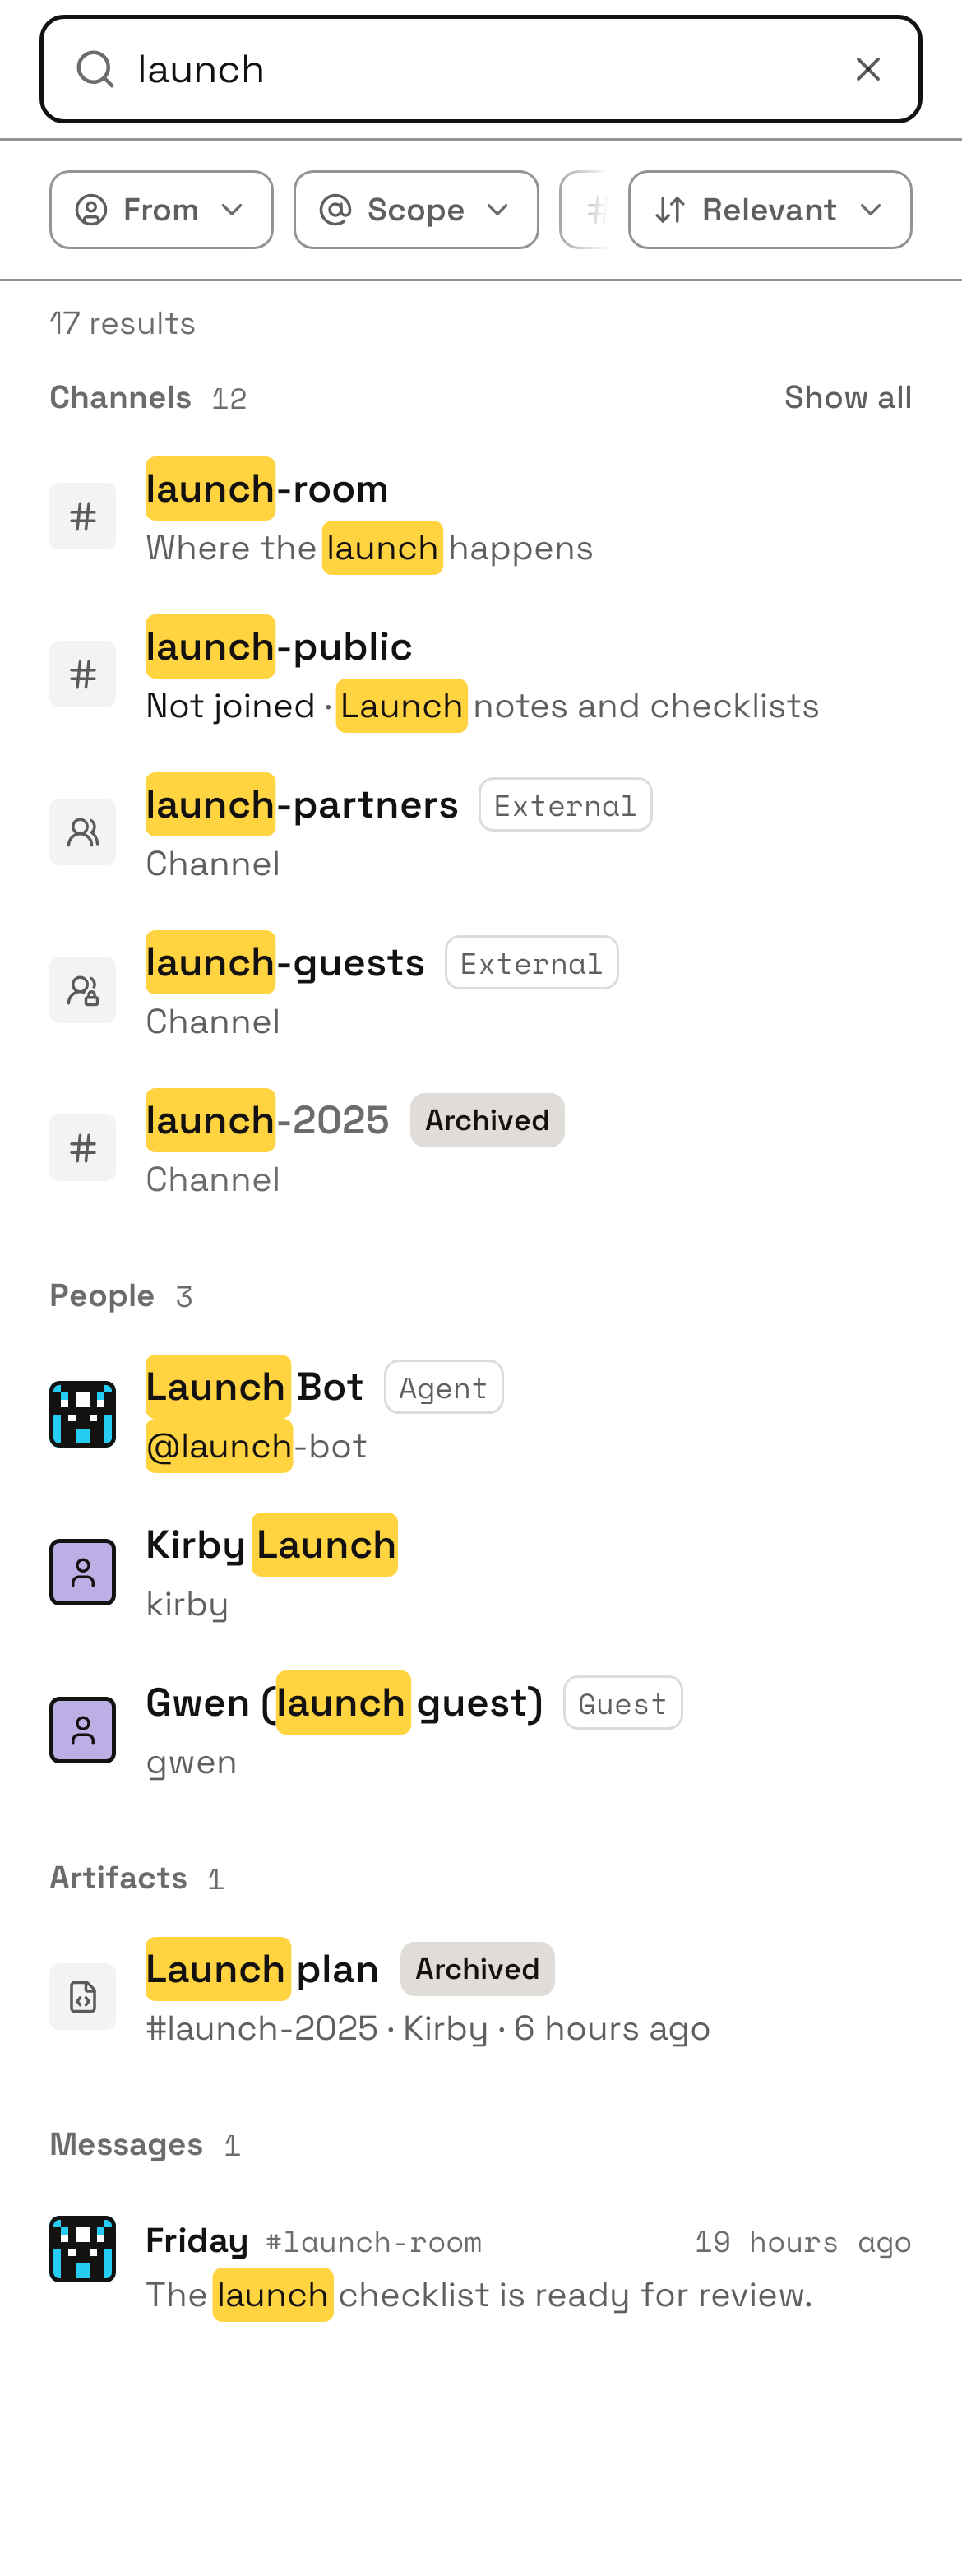 launch
From
Scope
#
Relevant
17 results
Channels 12
Show all
# launch-room
Where the launch happens
# launch-public
Not joined · Launch notes and checklists
launch-partners External
Channel
launch-guests External
Channel
# launch-2025 Archived
Channel
People 3
Launch Bot Agent
@launch-bot
Kirby Launch
kirby
Gwen (launch guest) Guest
gwen
Artifacts 1
Launch plan Archived
#launch-2025 · Kirby · 6 hours ago
Messages 1
Friday #launch-room 19 hours ago
The launch checklist is ready for review.